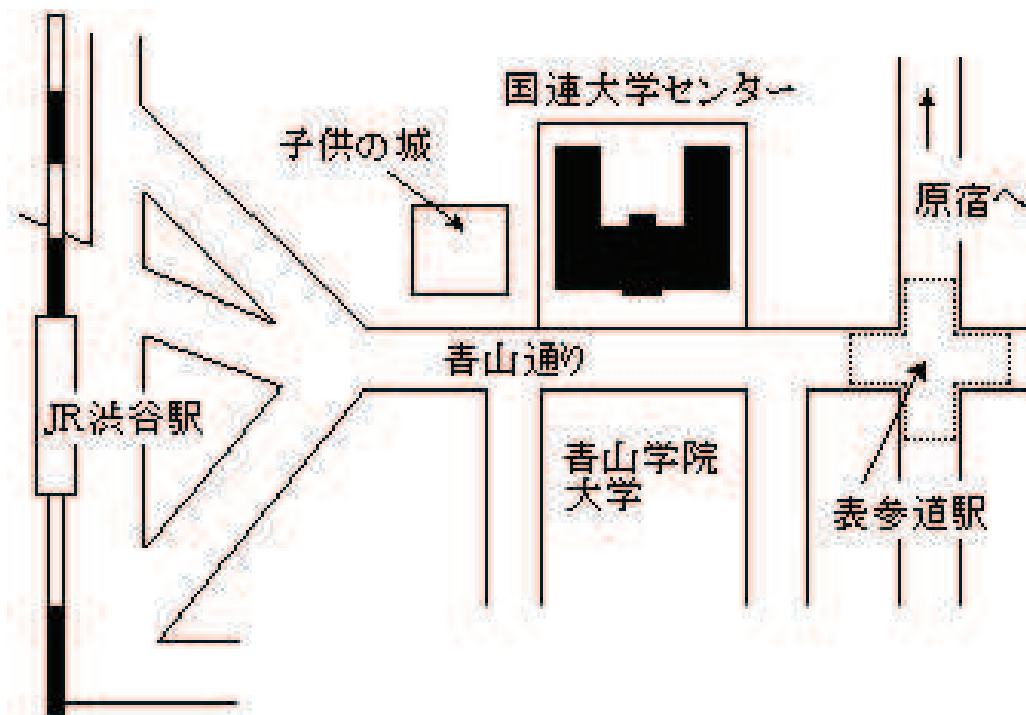 国連大学センター
子供の城
原宿へ
青山通り
JR渋谷駅
青山学院
大学
表参道駅